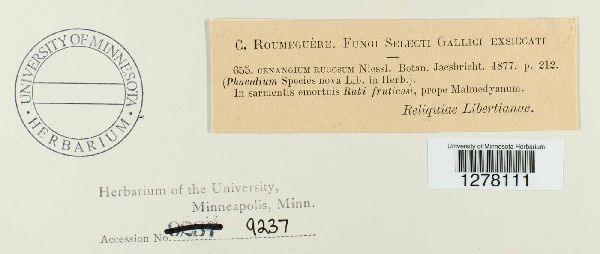 UNIVERSITY OF MINNESOTA
· HERBARIUM ·
C. ROUMEGUÈRE. FUNGI SELECTI GALLICI EXSICCATI
655. CENANGIUM RUGOSUM Niessl. Botan. Jaesbricht. 1877. p. 212.
(Phacdium Species nova Lib. in Herb.).
In sarmentis emortuis Rubi fruticosi, prope Malmedyanum.
Reliquiae Libertianae.
University of Minnesota Herbarium
1278111
Herbarium of the University,
Minneapolis, Minn.
Accession No. 9237